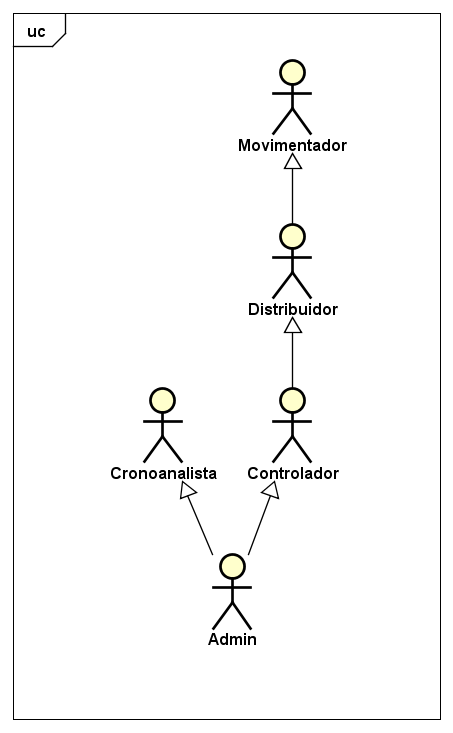 uc
Movimentador
Distribuidor
Cronoanalista
Controlador
Admin